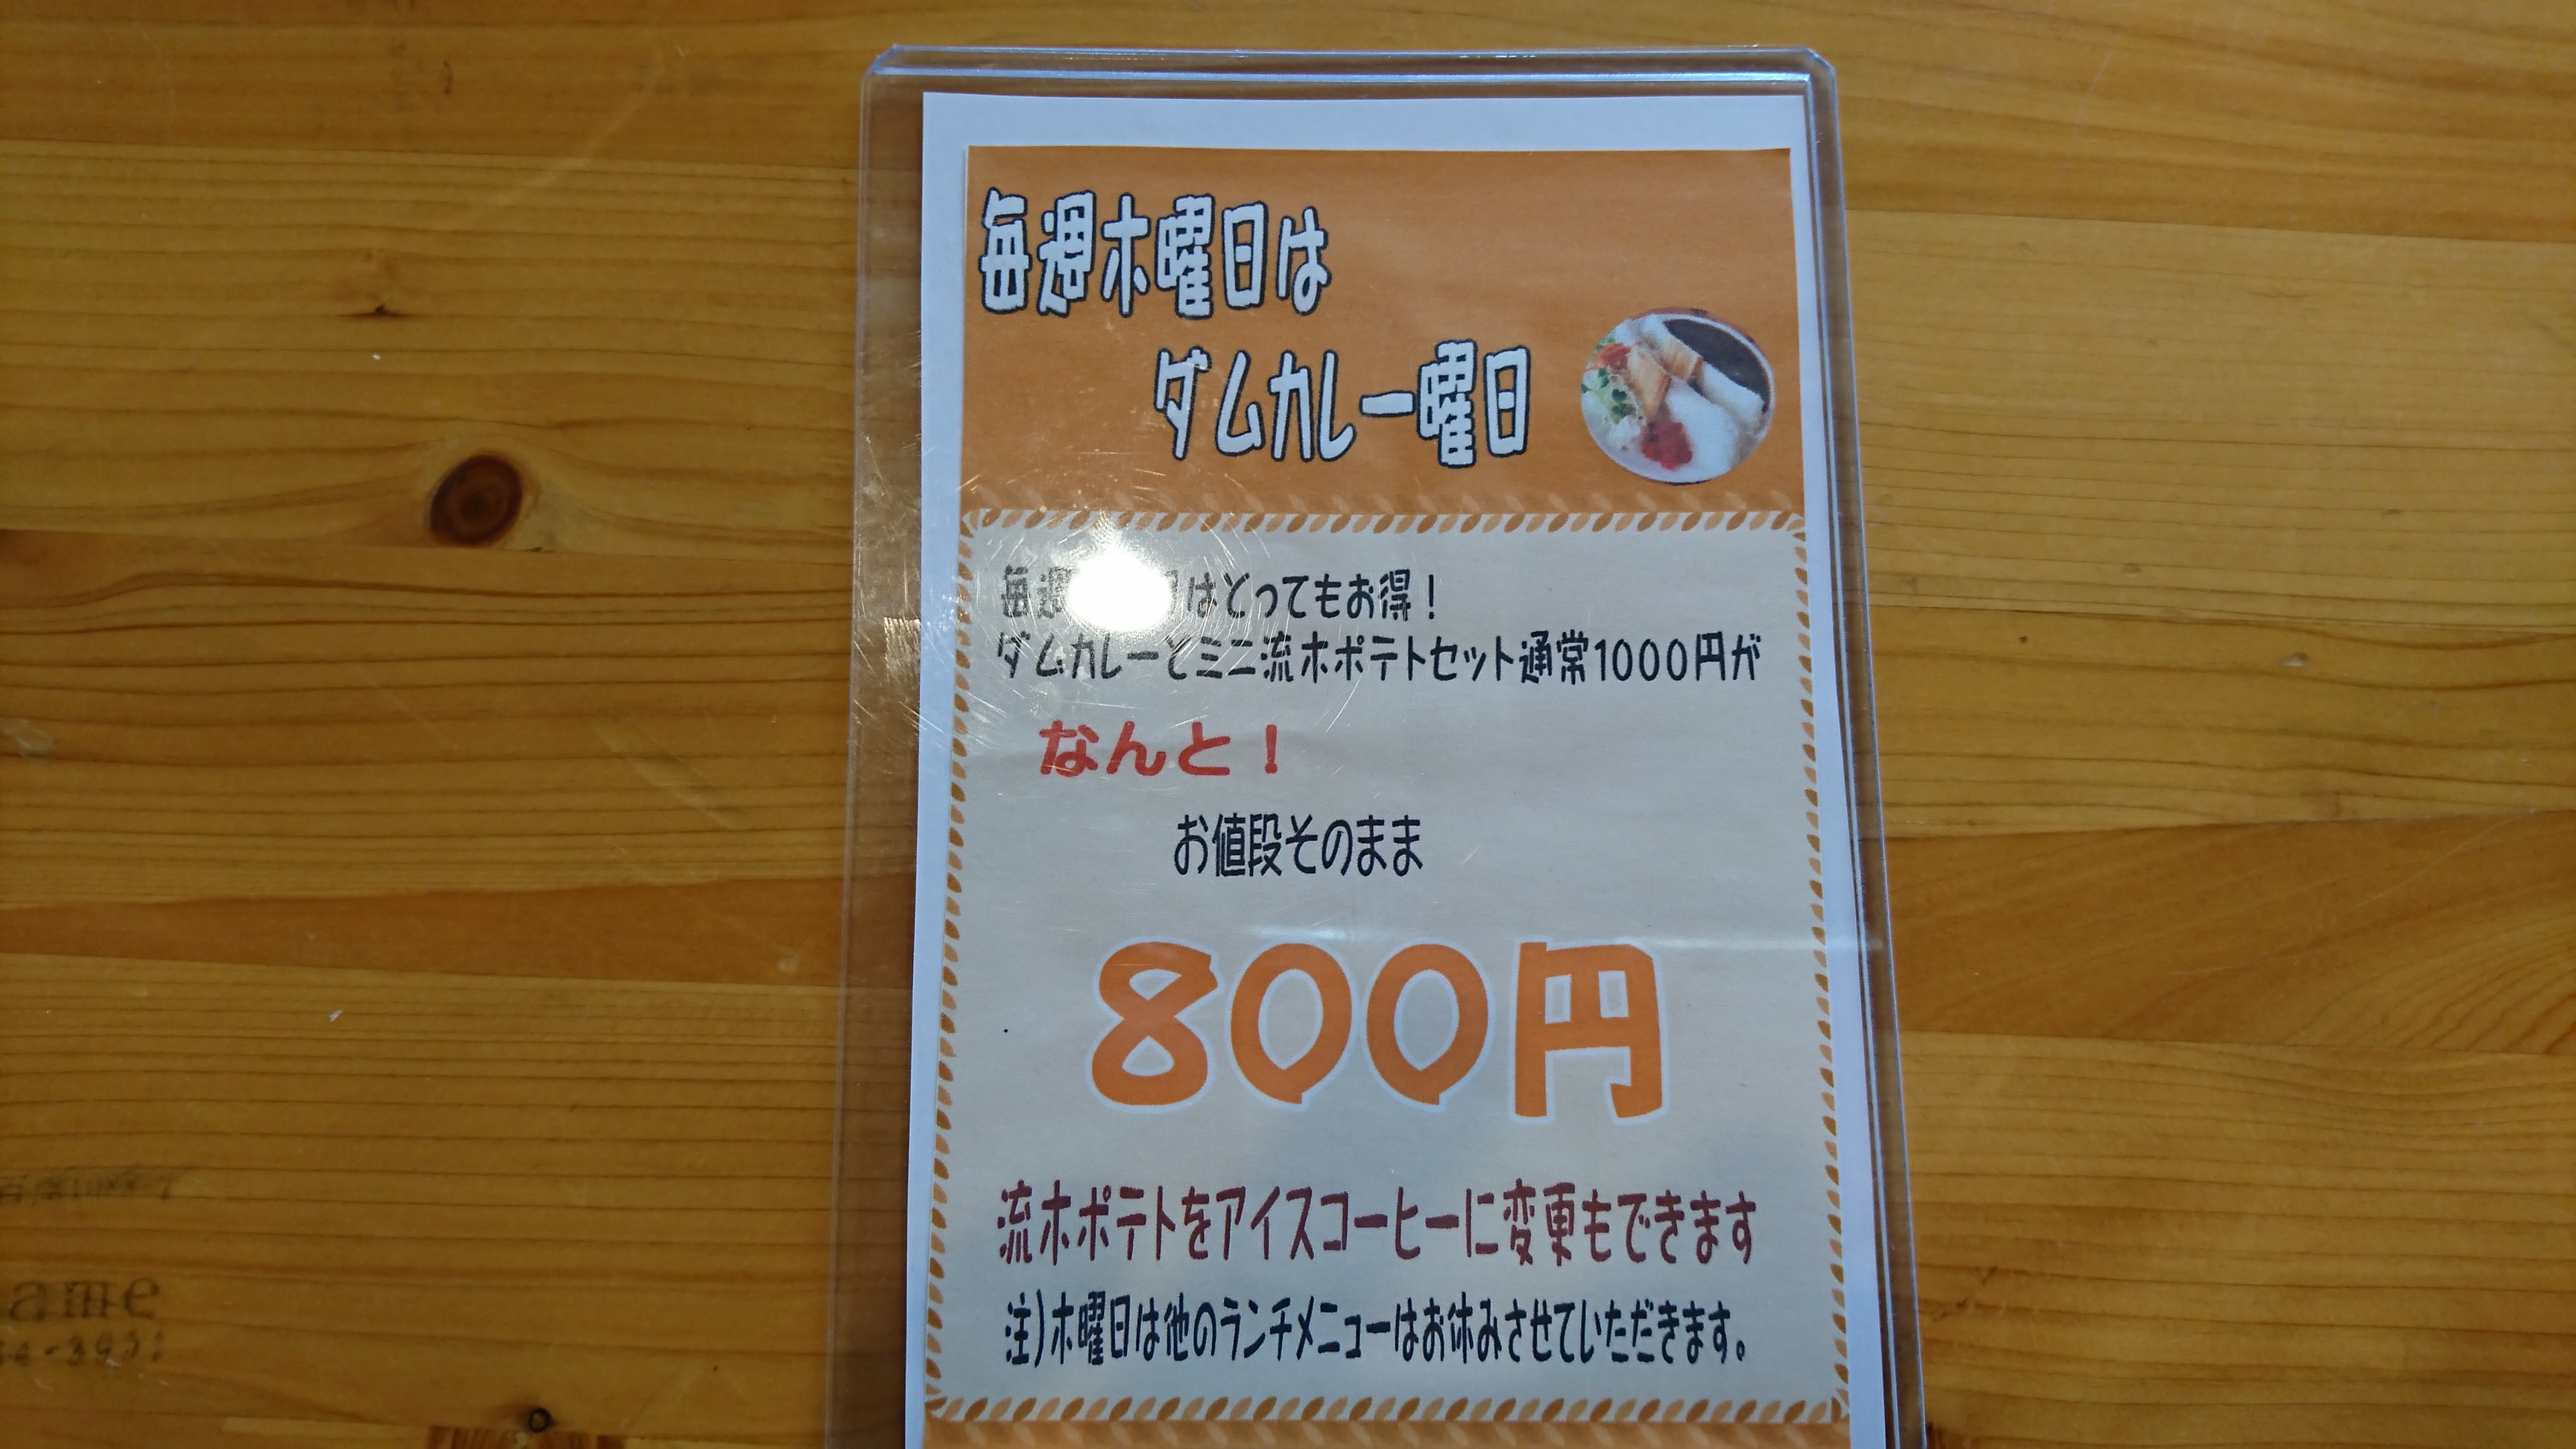 毎週木曜日は
ダムカレー曜日
毎週 日はとってもお得！
ダムカレーとミニ流木ポテトセット通常1000円が
なんと！
お値段そのまま
800円
流木ポテトをアイスコーヒーに変更もできます
注)木曜日は他のランチメニューはお休みさせていただきます。
ame